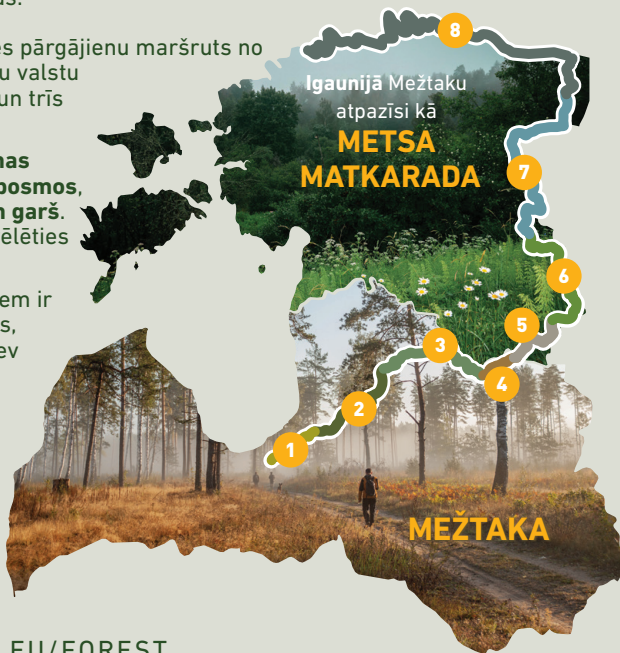 es pārgājienu maršruts no
u valstu
un trīs
nas
posmos,
n garš.
ēlēties
em ir
s,
ev
Igaunijā Mežtaku
atpazīsi kā
METSA
MATKARADA
8
7
6
5
4
3
2
1
MEŽTAKA
EU/FOREST